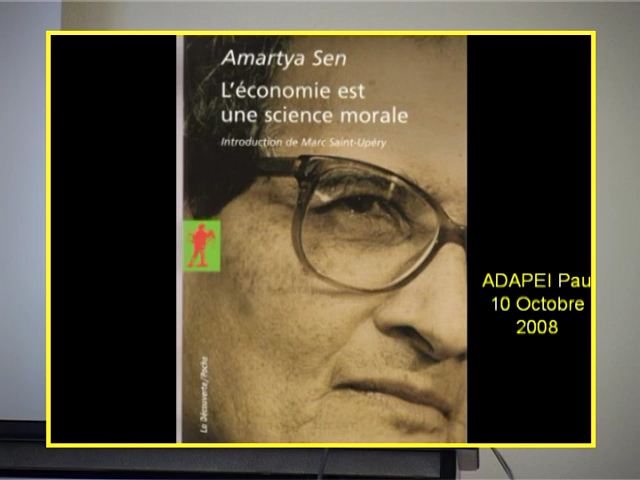 Amartya Sen
L'économie est
une science morale
Introduction de Marc Saint-Upéry
La Découverte/Poche
ADAPEI Pau
10 Octobre
2008